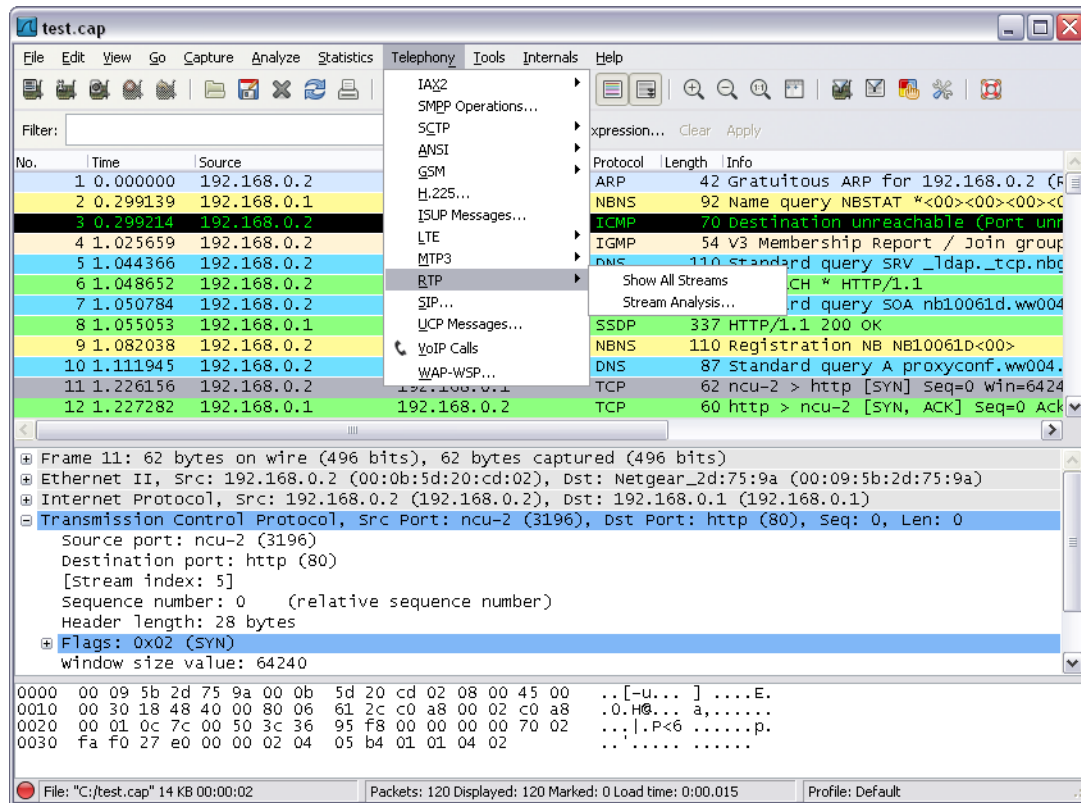 test.cap
File Edit View Go Capture Analyze Statistics Telephony Tools Internals Help
Filter: xpression... Clear Apply
IAX2
SMPP Operations...
SCTP
ANSI
GSM
H.225...
ISUP Messages...
LTE
MTP3
RTP
SIP...
UCP Messages...
VoIP Calls
WAP-WSP...
Show All Streams
Stream Analysis...
No. Time Source Protocol Length Info
1 0.000000 192.168.0.2 ARP 42 Gratuitous ARP for 192.168.0.2 (R
2 0.299139 192.168.0.1 NBNS 92 Name query NBSTAT *<00><00><00><0
3 0.299214 192.168.0.2 ICMP 70 Destination unreachable (Port unr
4 1.025659 192.168.0.2 IGMP 54 V3 Membership Report / Join group
5 1.044366 192.168.0.2 DNS 110 Standard query SRV _ldap._tcp.nbg
6 1.048652 192.168.0.2 CH * HTTP/1.1
7 1.050784 192.168.0.2 rd query SOA nb10061d.ww004
8 1.055053 192.168.0.1 SSDP 337 HTTP/1.1 200 OK
9 1.082038 192.168.0.2 NBNS 110 Registration NB NB10061D<00>
10 1.111945 192.168.0.2 DNS 87 Standard query A proxyconf.ww004.
11 1.226156 192.168.0.2 192.168.0.1 TCP 62 ncu-2 > http [SYN] Seq=0 Win=6424
12 1.227282 192.168.0.1 192.168.0.2 TCP 60 http > ncu-2 [SYN, ACK] Seq=0 Ack
Frame 11: 62 bytes on wire (496 bits), 62 bytes captured (496 bits)
Ethernet II, Src: 192.168.0.2 (00:0b:5d:20:cd:02), Dst: Netgear_2d:75:9a (00:09:5b:2d:75:9a)
Internet Protocol, Src: 192.168.0.2 (192.168.0.2), Dst: 192.168.0.1 (192.168.0.1)
Transmission Control Protocol, Src Port: ncu-2 (3196), Dst Port: http (80), Seq: 0, Len: 0
Source port: ncu-2 (3196)
Destination port: http (80)
[Stream index: 5]
Sequence number: 0 (relative sequence number)
Header length: 28 bytes
Flags: 0x02 (SYN)
Window size value: 64240
0000 00 09 5b 2d 75 9a 00 0b 5d 20 cd 02 08 00 45 00 ..[-u... ] ....E.
0010 00 30 18 48 40 00 80 06 61 2c c0 a8 00 02 c0 a8 .0.H@... a,......
0020 00 01 0c 7c 00 50 3c 36 95 f8 00 00 00 00 70 02 ...|.P<6 ......p.
0030 fa f0 27 e0 00 00 02 04 05 b4 01 01 04 02 ..'..... ......
File: "C:/test.cap" 14 KB 00:00:02 Packets: 120 Displayed: 120 Marked: 0 Load time: 0:00.015 Profile: Default